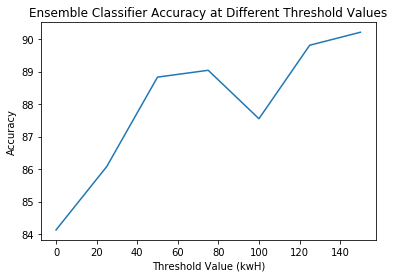 Ensemble Classifier Accuracy at Different Threshold Values
90
89
88
87
86
85
84
Accuracy
0 20 40 60 80 100 120 140
Threshold Value (kwH)